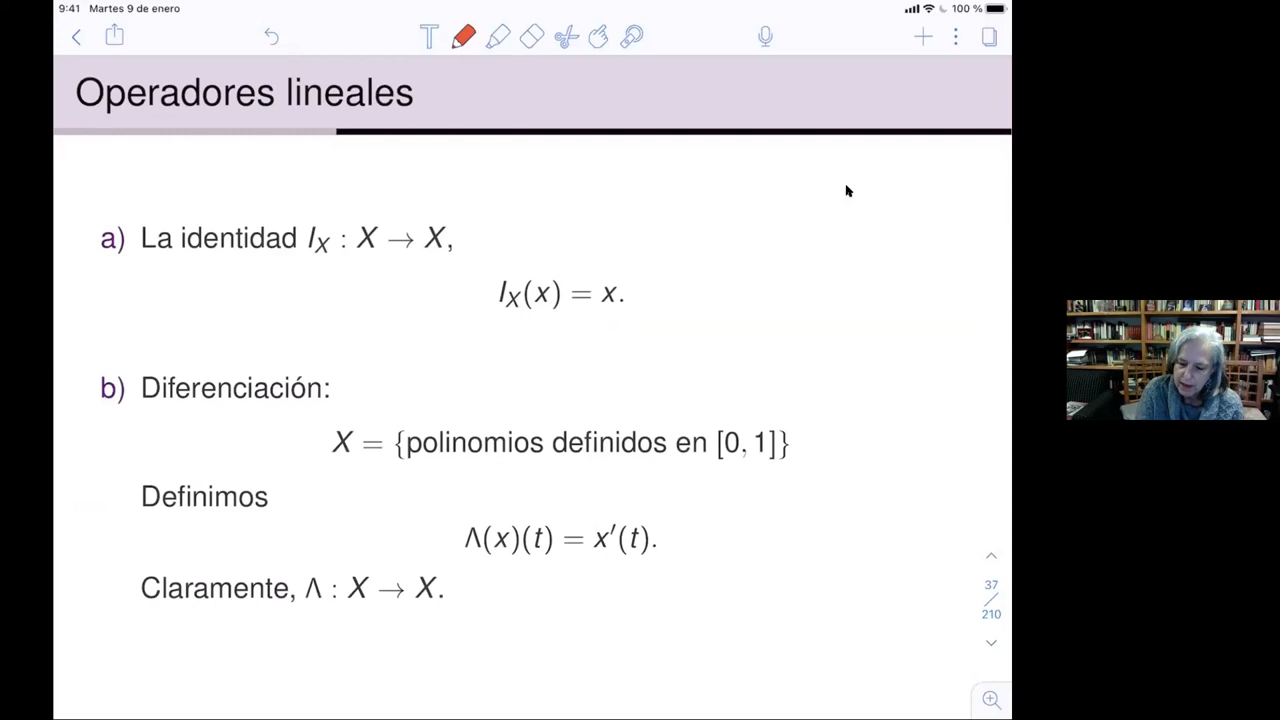 9:41 Martes 9 de enero
100 %
Operadores lineales
a) La identidad I_X : X → X,
I_X(x) = x.
b) Diferenciación:
X = {polinomios definidos en [0, 1]}
Definimos
Λ(x)(t) = x′(t).
Claramente, Λ : X → X.
37
210